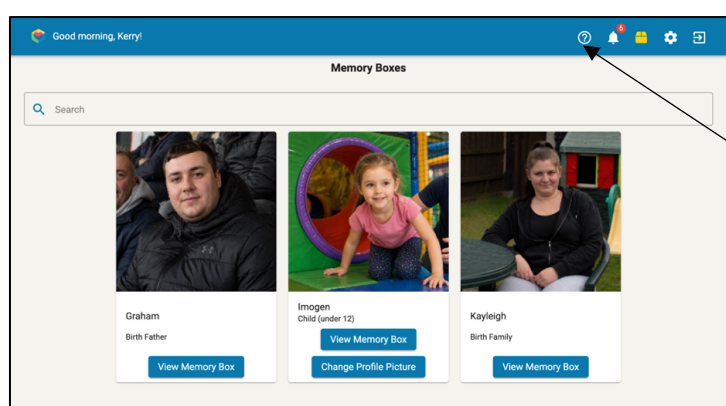 Good morning, Kerry!
6
Memory Boxes
Search
Graham
Birth Father
View Memory Box
Imogen
Child (under 12)
View Memory Box
Change Profile Picture
Kayleigh
Birth Family
View Memory Box